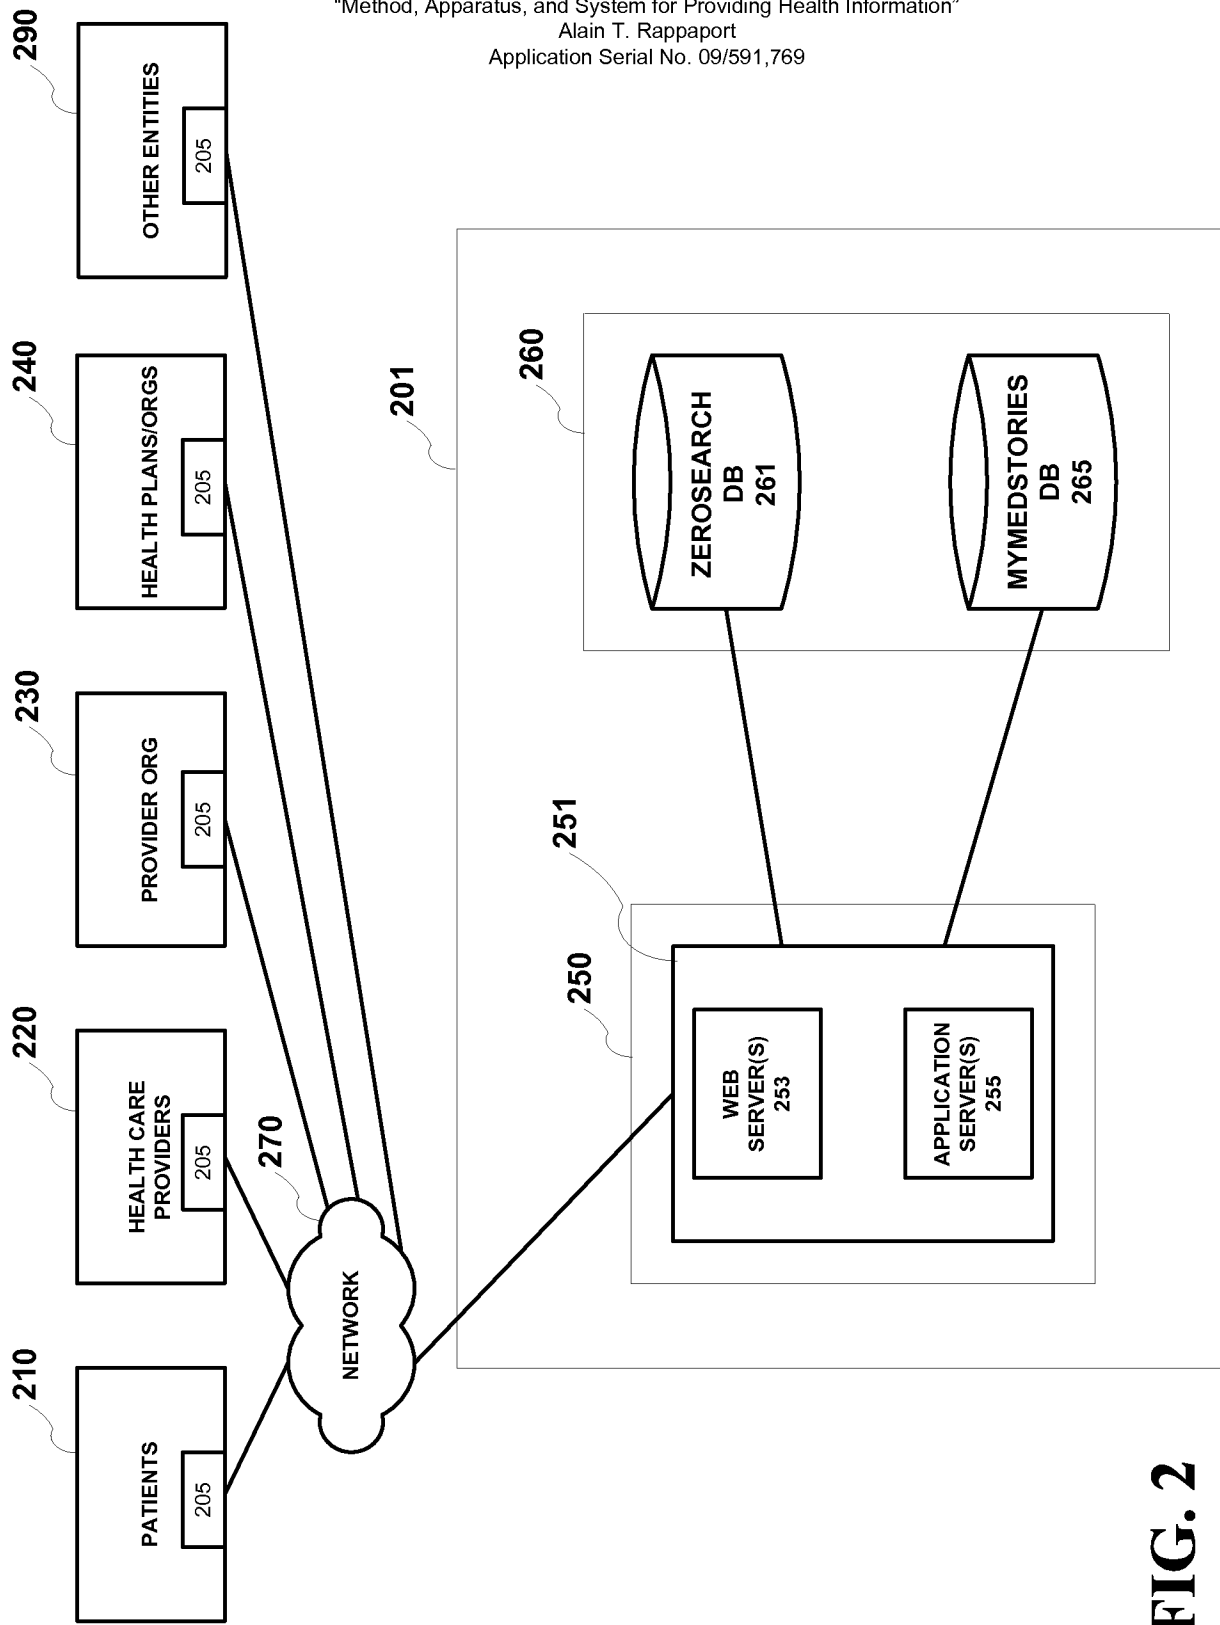 "Method, Apparatus, and System for Providing Health Information”
Alain T. Rappaport
Application Serial No. 09/591,769
210
PATIENTS
205
220
HEALTH CARE
PROVIDERS
205
230
PROVIDER ORG
205
240
HEALTH PLANS/ORGS
205
290
OTHER ENTITIES
205
270
NETWORK
201
250
251
WEB
SERVER(S)
253
APPLICATION
SERVER(S)
255
260
ZEROSEARCH
DB
261
MYMEDSTORIES
DB
265
FIG. 2